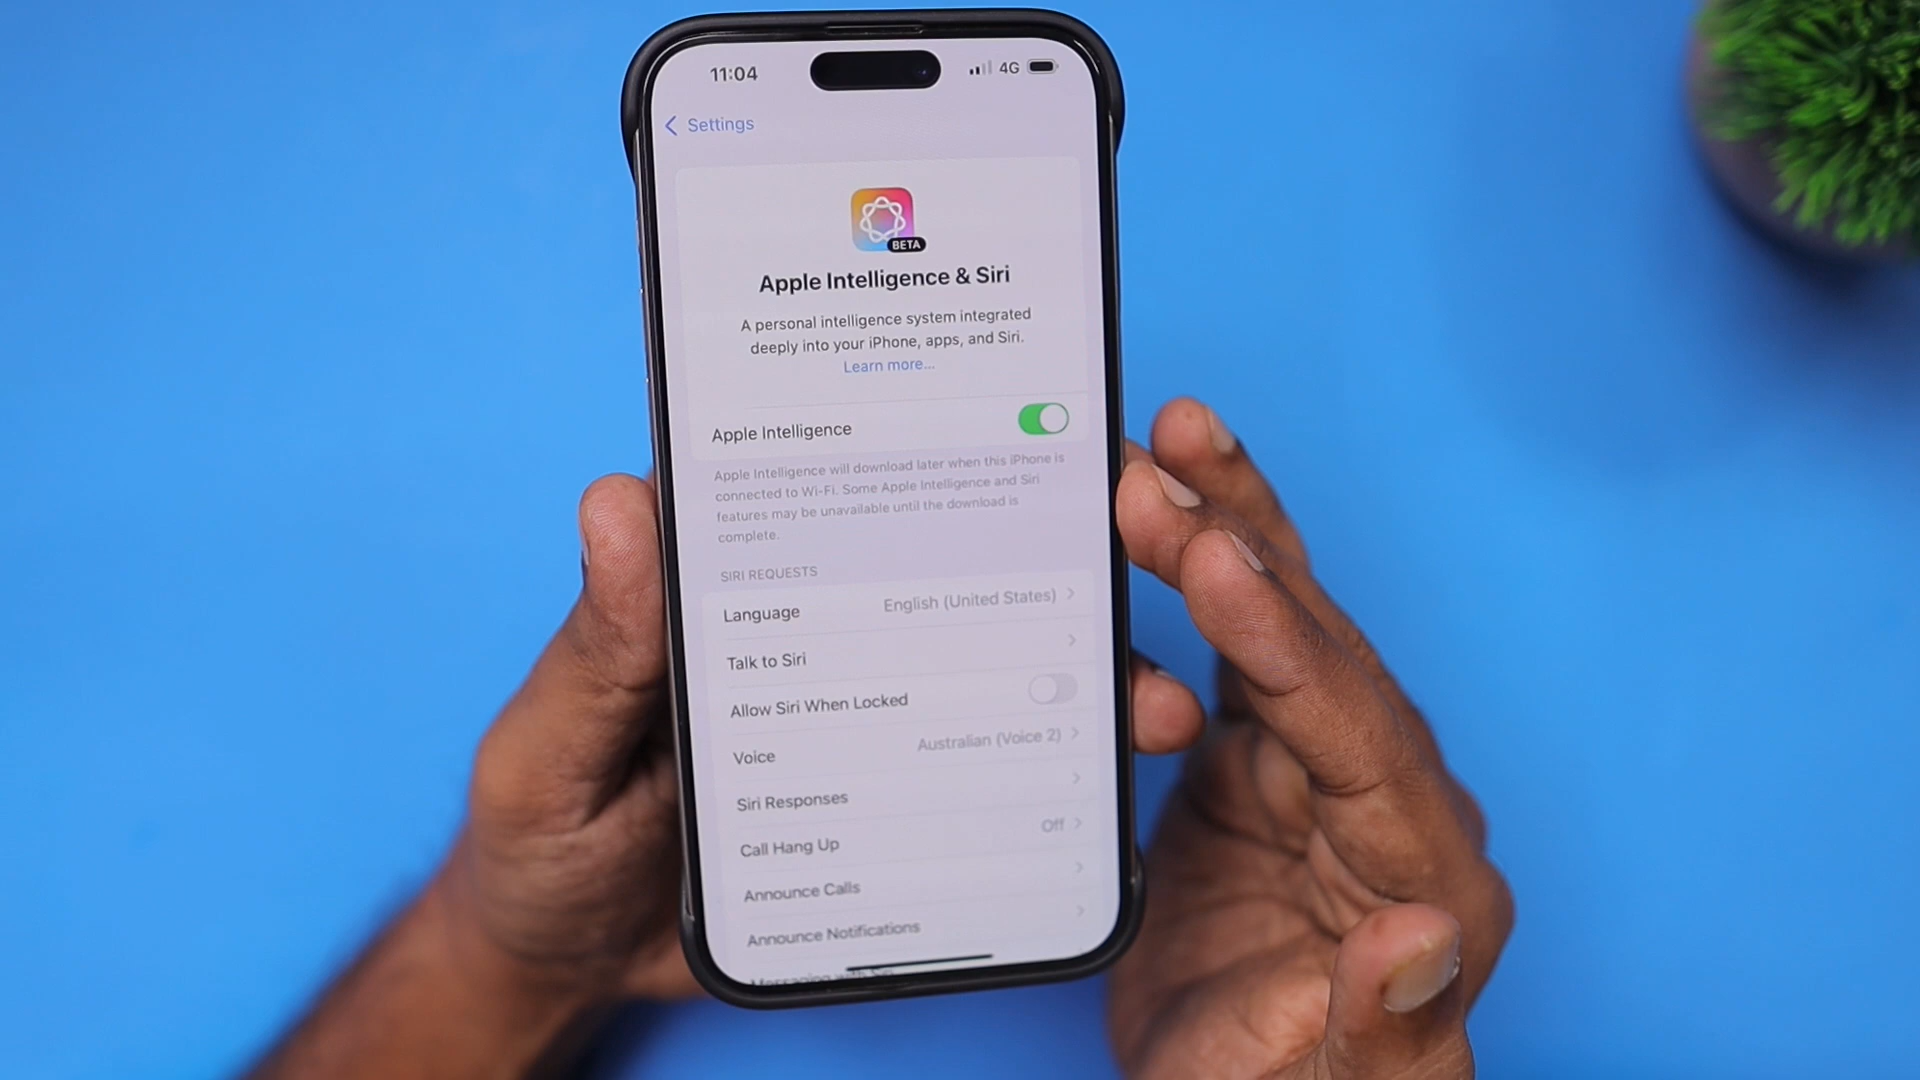 11:04 4G
Settings
BETA
Apple Intelligence & Siri
A personal intelligence system integrated
deeply into your iPhone, apps, and Siri.
Learn more...
Apple Intelligence
Apple Intelligence will download later when this iPhone is
connected to Wi-Fi. Some Apple Intelligence and Siri
features may be unavailable until the download is
complete.
SIRI REQUESTS
Language English (United States)
Talk to Siri
Allow Siri When Locked
Voice Australian (Voice 2)
Siri Responses
Call Hang Up Off
Announce Calls
Announce Notifications
Messaging with Siri